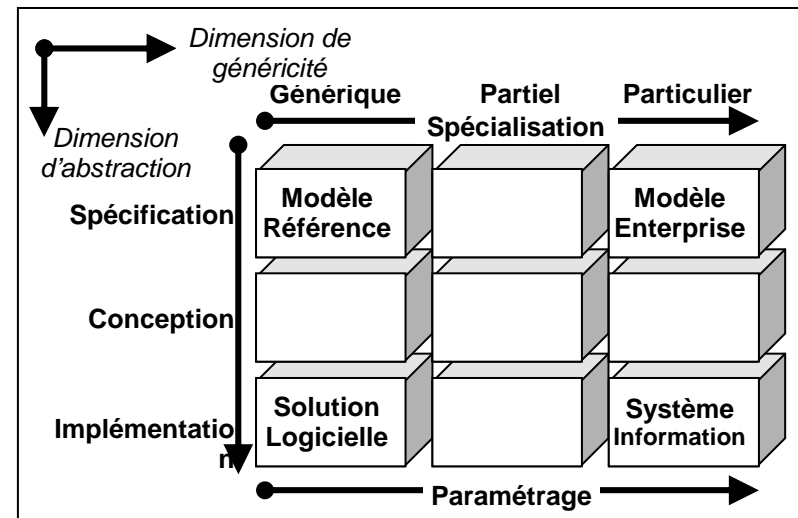 Dimension de
généricité
Générique Partiel Particulier
Spécialisation
Dimension
d'abstraction
Spécification
Modèle
Référence
Modèle
Enterprise
Conception
Implémentatio
n
Solution
Logicielle
Système
Information
Paramétrage